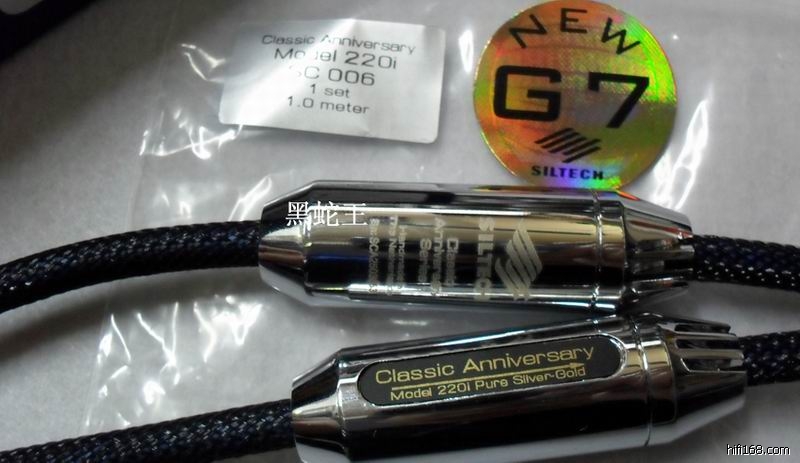 Classic Anniversary
Model 220i
SC 006
1 set
1.0 meter
NEW
G7
SILTECH
黑蛇王
SILTECH
Classic
Anniversary
Series
Classic Anniversary
Model 220i Pure Silver-Gold
hifi168.com